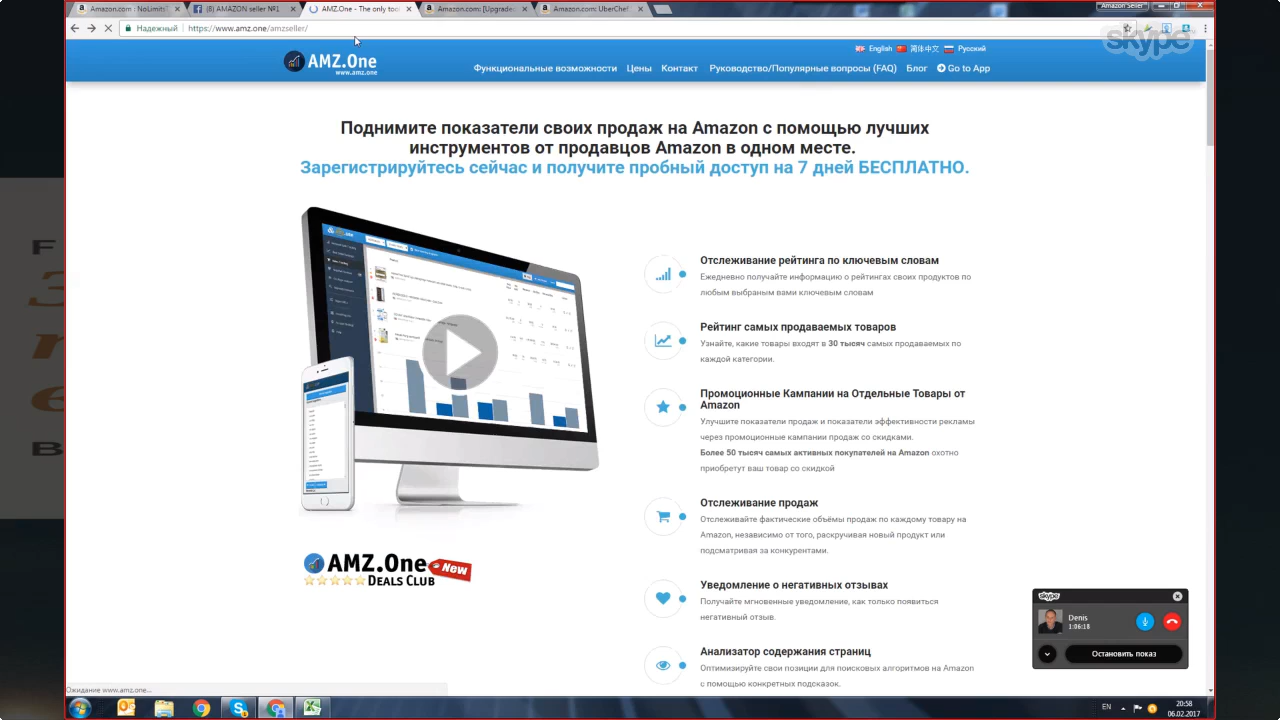 Amazon.com : NoLimits
(8) AMAZON seller №1
AMZ.One - The only tool
Amazon.com: [Upgraded
Amazon.com: UberChef
Amazon Seller
Надежный
https://www.amz.one/amzseller/
skype
English
简体中文
Русский
AMZ.One
www.amz.one
Функциональные возможности
Цены
Контакт
Руководство/Популярные вопросы (FAQ)
Блог
Go to App
Поднимите показатели своих продаж на Amazon с помощью лучших
инструментов от продавцов Amazon в одном месте.
Зарегистрируйтесь сейчас и получите пробный доступ на 7 дней БЕСПЛАТНО.
Отслеживание рейтинга по ключевым словам
Ежедневно получайте информацию о рейтингах своих продуктов по
любым выбраным вами ключевым словам
Рейтинг самых продаваемых товаров
Узнайте, какие товары входят в 30 тысяч самых продаваемых по
каждой категории.
Промоционные Кампании на Отдельные Товары от
Amazon
Улучшите показатели продаж и показатели эффективности рекламы
через промоционные кампании продаж со скидками.
Более 50 тысяч самых активных покупателей на Amazon охотно
приобретут ваш товар со скидкой
Отслеживание продаж
Отслеживайте фактические объёмы продаж по каждому товару на
Amazon, независимо от того, раскручивая новый продукт или
подсматривая за конкурентами.
AMZ.One
New
DEALS CLUB
Уведомление о негативных отзывах
Получайте мгновенные уведомление, как только появиться
негативный отзыв.
Анализатор содержания страниц
Оптимизируйте свои позиции для поисковых алгоритмов на Amazon
с помощью конкретных подсказок.
skype
Denis
1:06:18
Остановить показ
Ожидание www.amz.one...
EN
20:58
06.02.2017